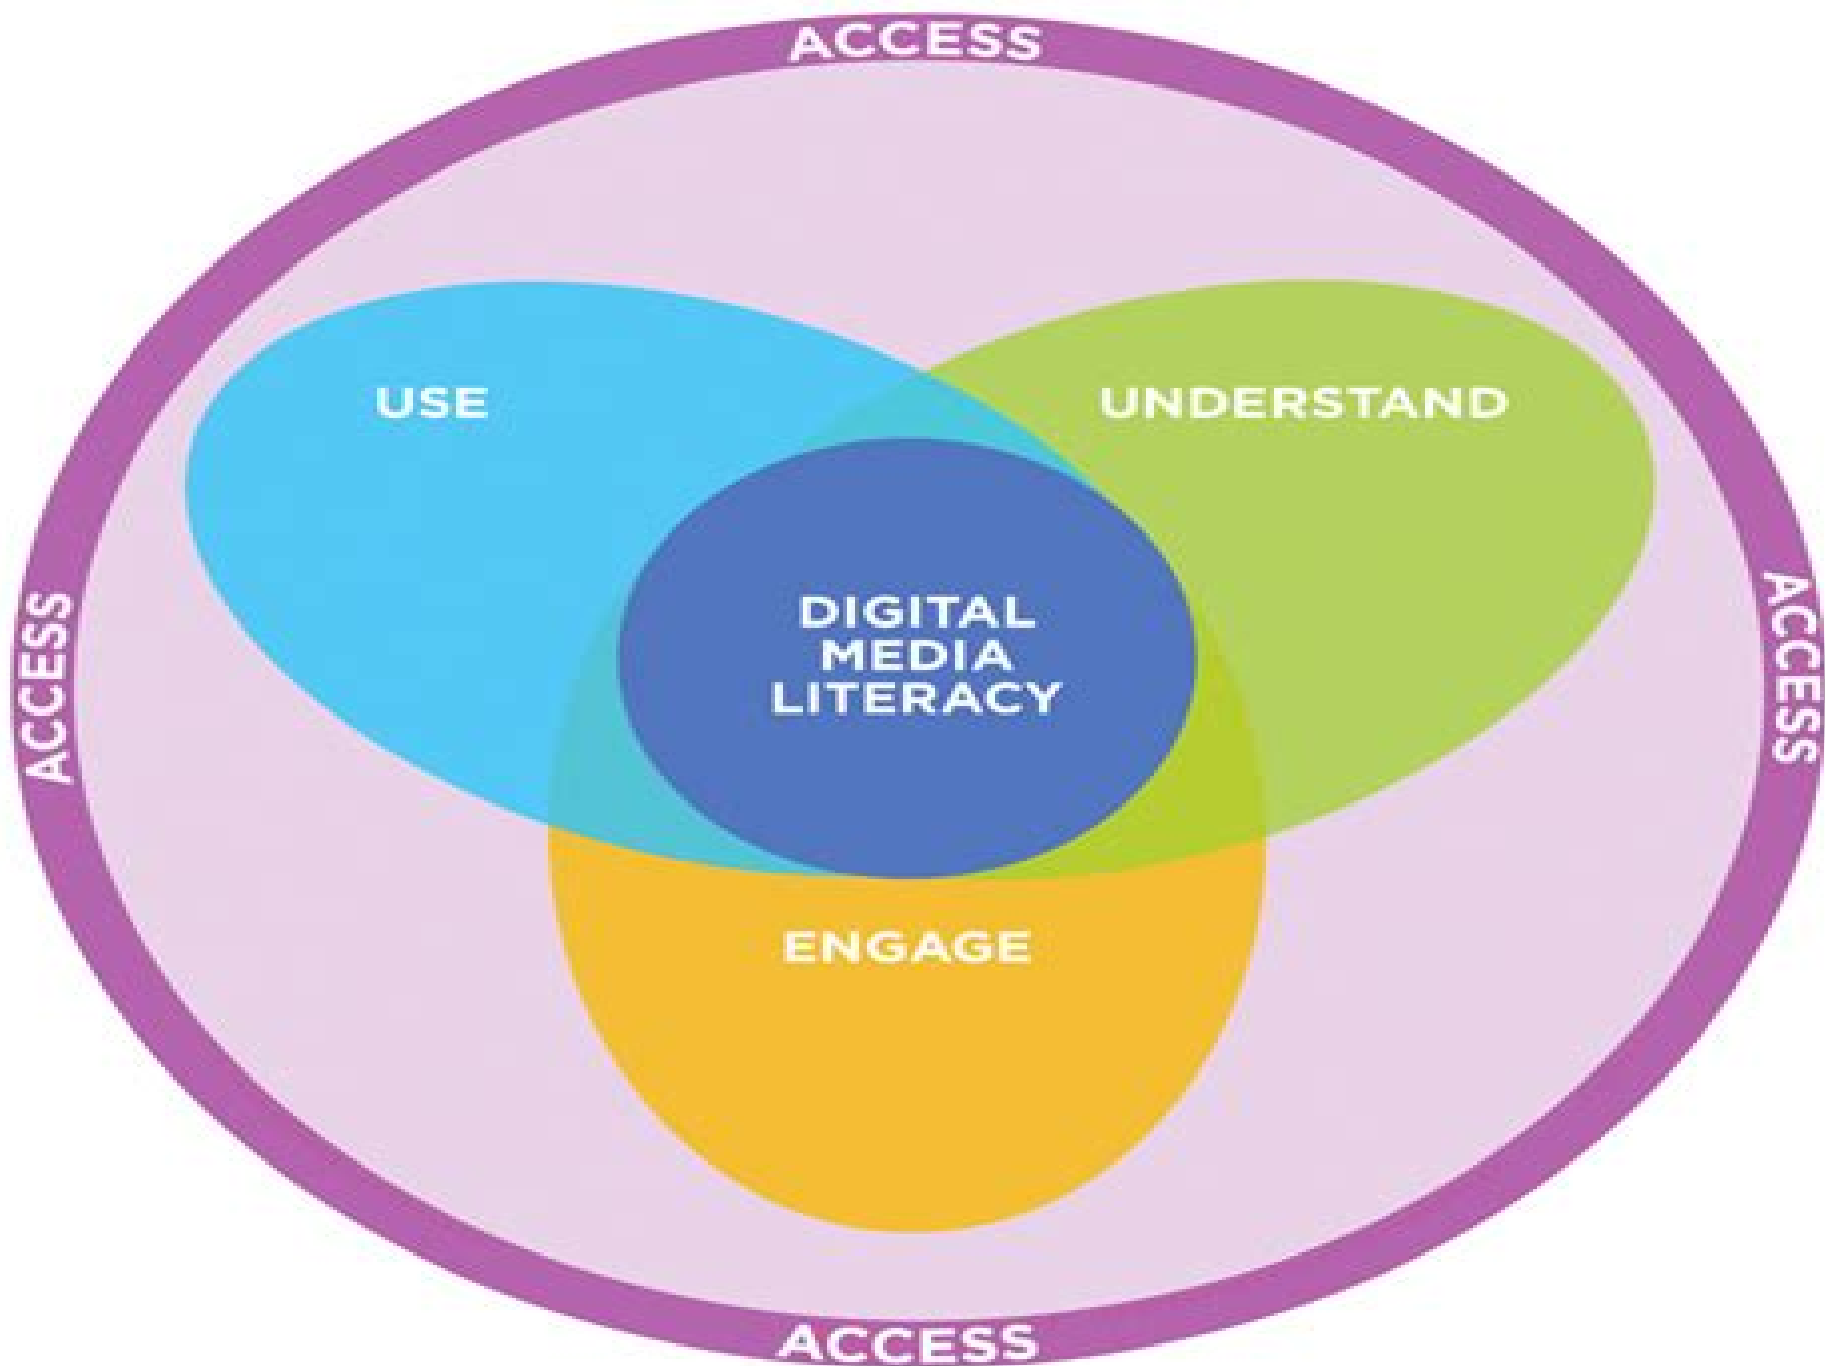 ACCESS
USE
UNDERSTAND
ACCESS
DIGITAL
MEDIA
LITERACY
ACCESS
ENGAGE
ACCESS